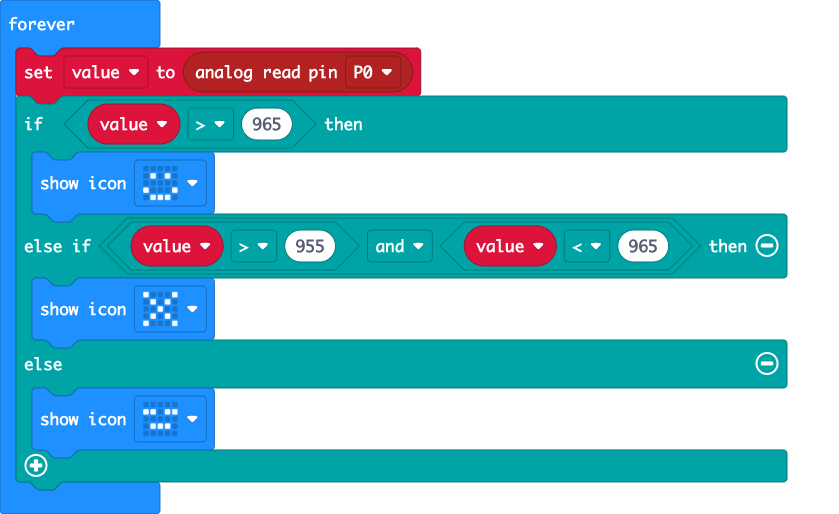 forever
set value to analog read pin P0
if value > 965 then
show icon
else if value > 955 and value < 965 then
show icon
else
show icon